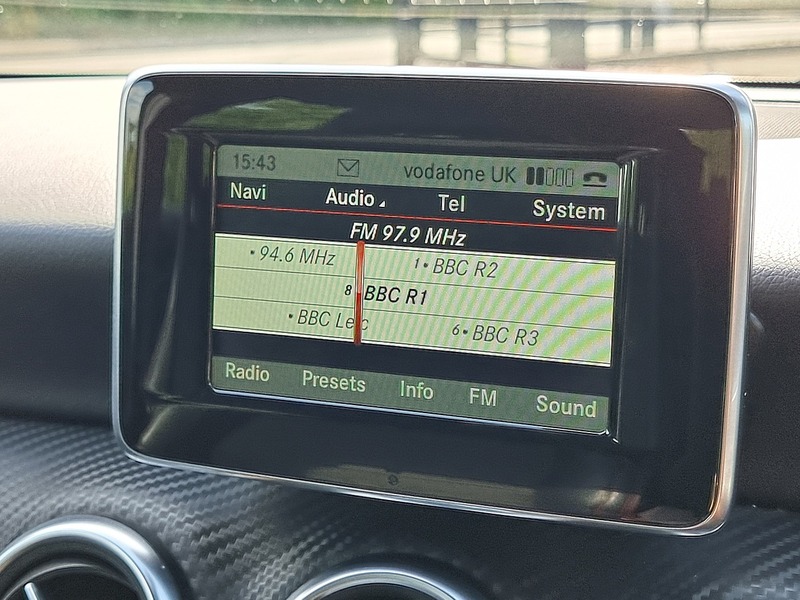 15:43 vodafone UK
Navi Audio Tel System
FM 97.9 MHz
94.6 MHz 1 BBC R2
8 BBC R1
BBC Leic 6 BBC R3
Radio Presets Info FM Sound